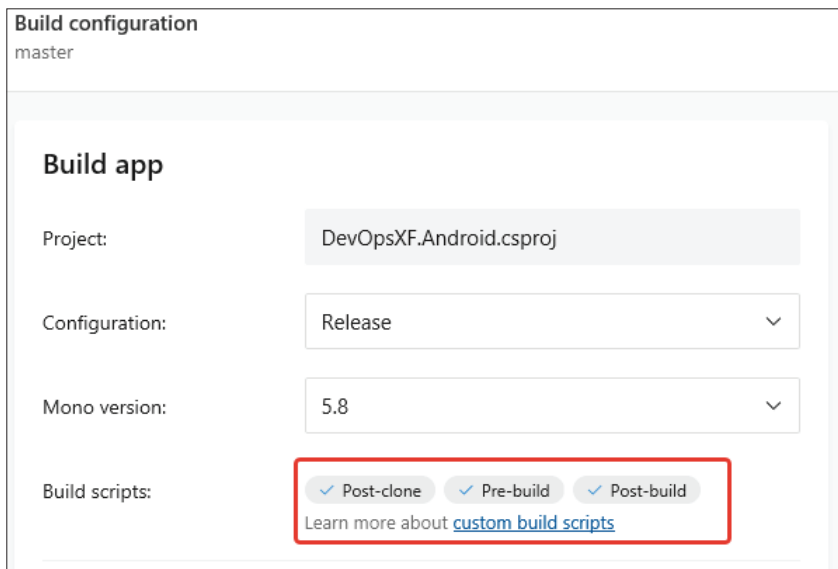 Build configuration
master
Build app
Project: DevOpsXF.Android.csproj
Configuration: Release
Mono version: 5.8
Build scripts: Post-clone Pre-build Post-build
Learn more about custom build scripts